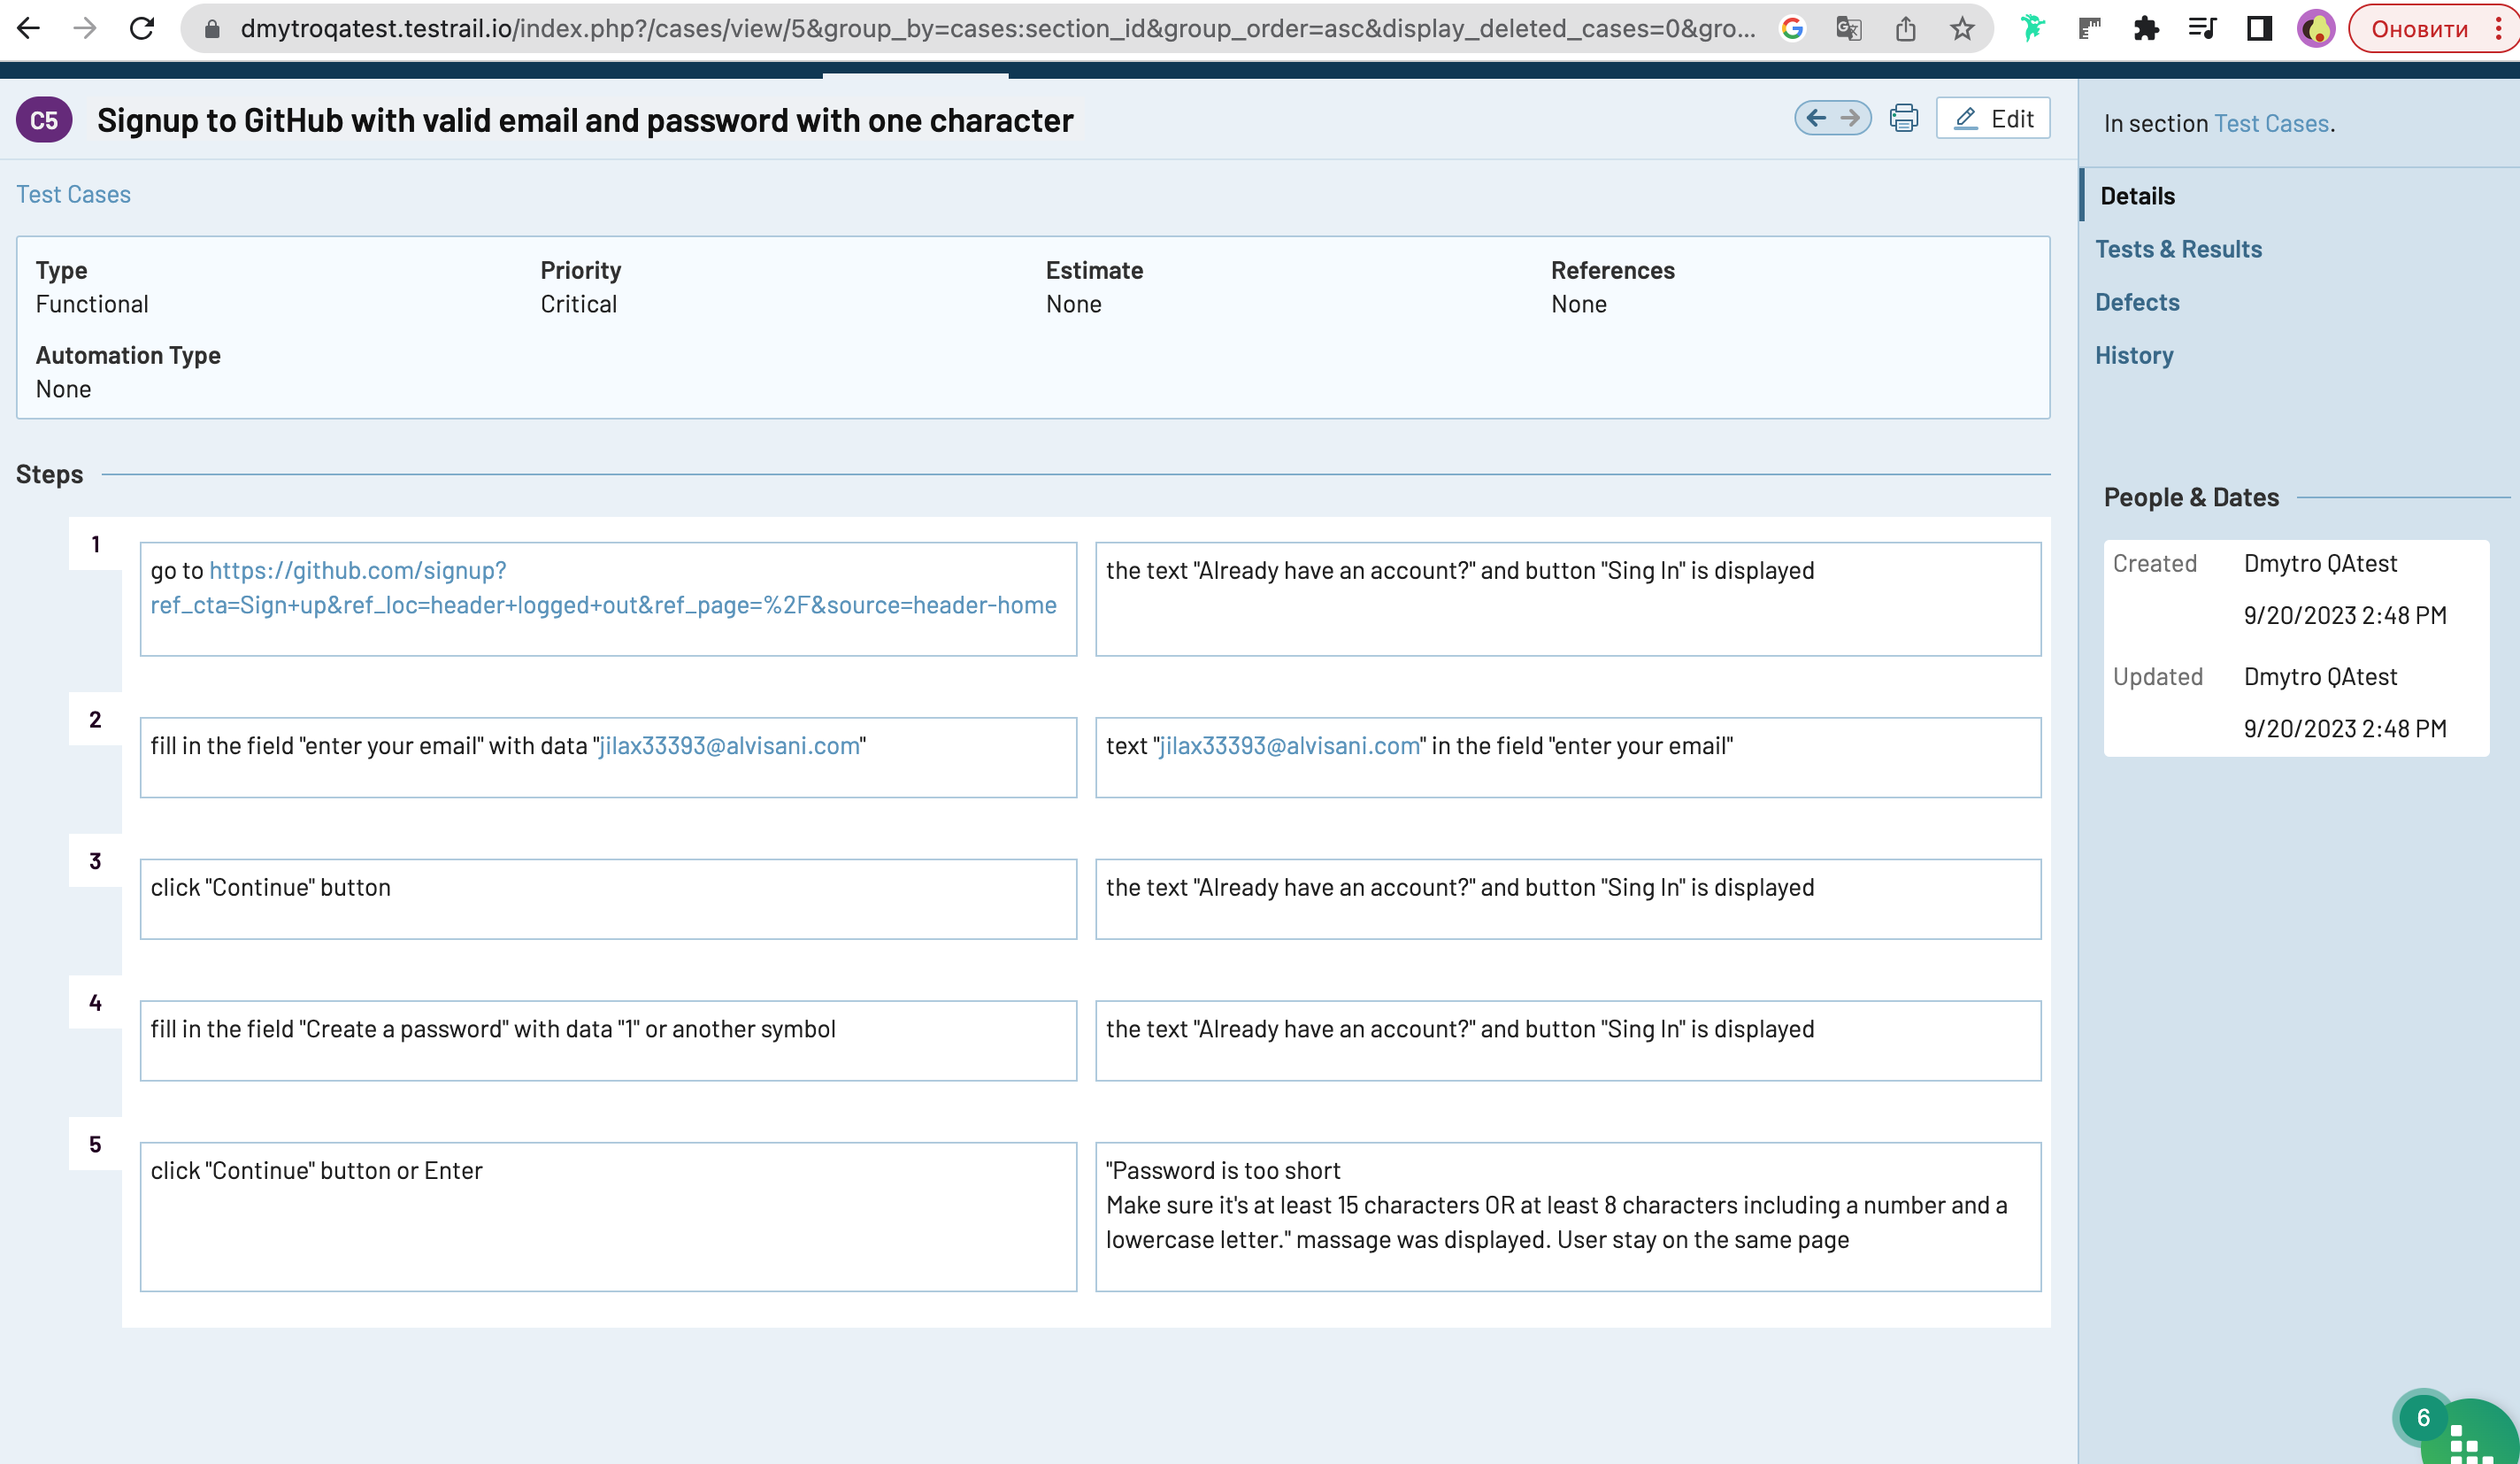 dmytroqatest.testrail.io/index.php?/cases/view/5&group_by=cases:section_id&group_order=asc&display_deleted_cases=0&gro...
Оновити
C5
Signup to GitHub with valid email and password with one character
Edit
In section Test Cases.
Test Cases
Details
Tests & Results
Defects
History
Type
Functional
Priority
Critical
Estimate
None
References
None
Automation Type
None
Steps
1
go to https://github.com/signup?
ref_cta=Sign+up&ref_loc=header+logged+out&ref_page=%2F&source=header-home
the text "Already have an account?" and button "Sing In" is displayed
2
fill in the field "enter your email" with data "jilax33393@alvisani.com"
text "jilax33393@alvisani.com" in the field "enter your email"
3
click "Continue" button
the text "Already have an account?" and button "Sing In" is displayed
4
fill in the field "Create a password" with data "1" or another symbol
the text "Already have an account?" and button "Sing In" is displayed
5
click "Continue" button or Enter
"Password is too short
Make sure it's at least 15 characters OR at least 8 characters including a number and a
lowercase letter." massage was displayed. User stay on the same page
People & Dates
Created
Dmytro QAtest
9/20/2023 2:48 PM
Updated
Dmytro QAtest
9/20/2023 2:48 PM
6